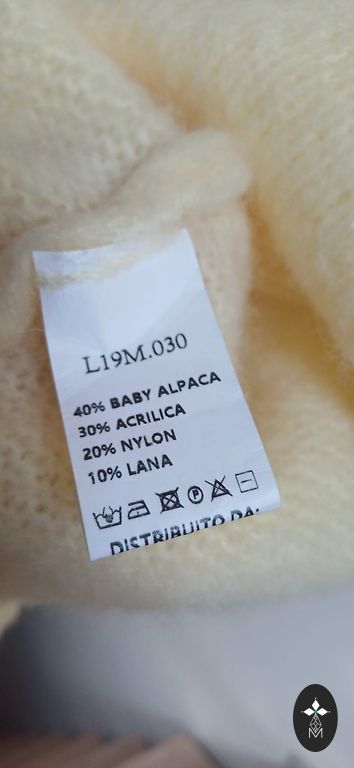 L19M.030
40% BABY ALPACA
30% ACRILICA
20% NYLON
10% LANA
P
DISTRIBUITO DA:
M